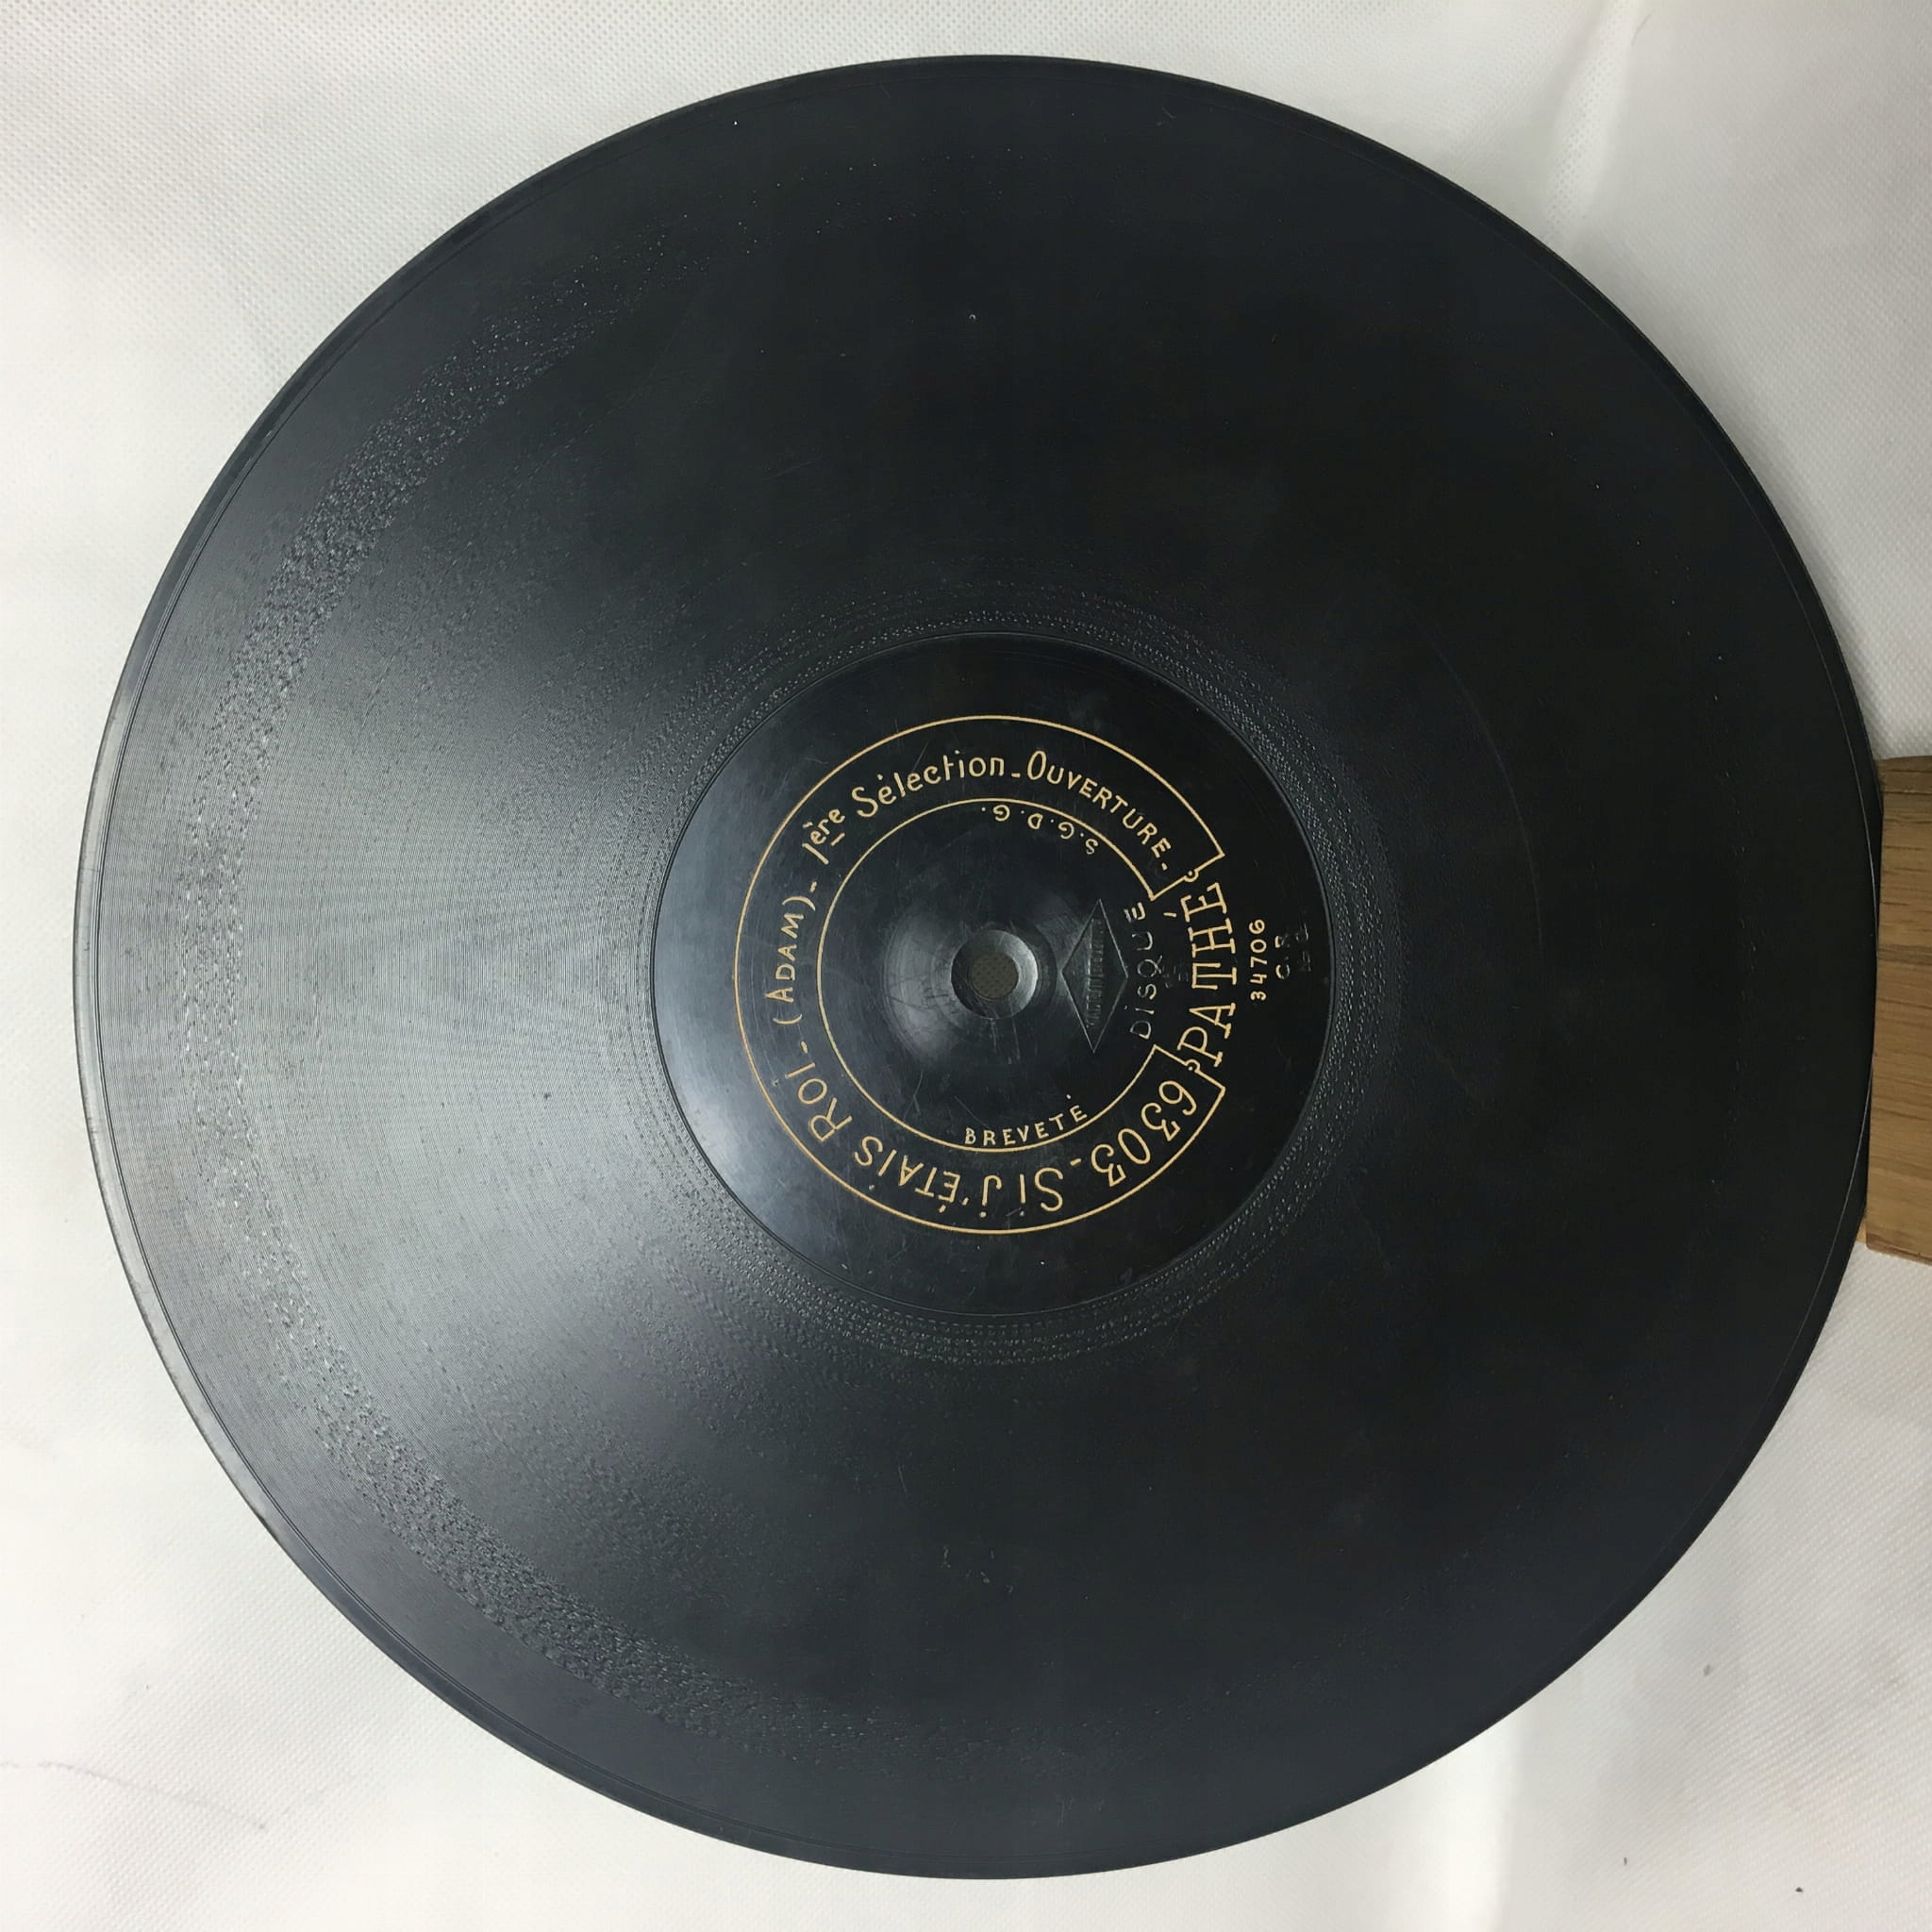 6303 - Si J'ÉTAIS ROI - (ADAM) - 1ère Sélection - OUVERTURE -
DISQUE
PATHÉ
BREVETÉ
S.G.D.G.
34706